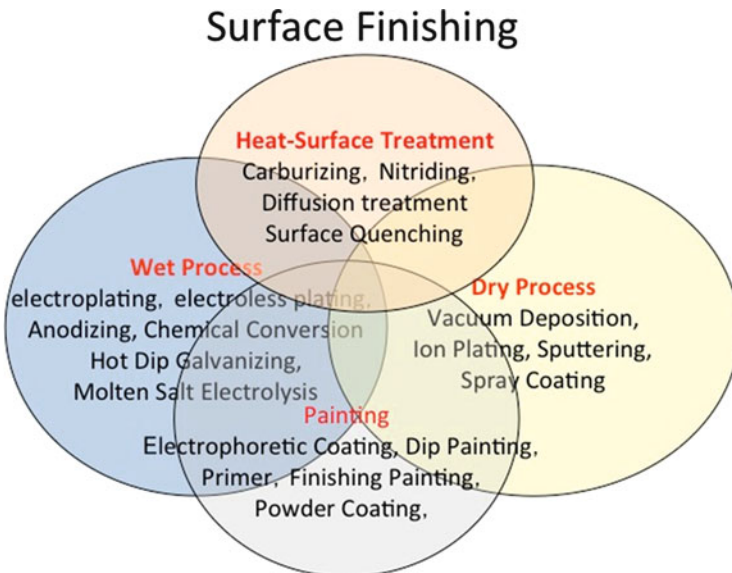 Surface Finishing
Heat-Surface Treatment
Carburizing, Nitriding,
Diffusion treatment
Surface Quenching
Wet Process
electroplating, electroless plating,
Anodizing, Chemical Conversion
Hot Dip Galvanizing,
Molten Salt Electrolysis
Dry Process
Vacuum Deposition,
Ion Plating, Sputtering,
Spray Coating
Painting
Electrophoretic Coating, Dip Painting,
Primer, Finishing Painting,
Powder Coating,